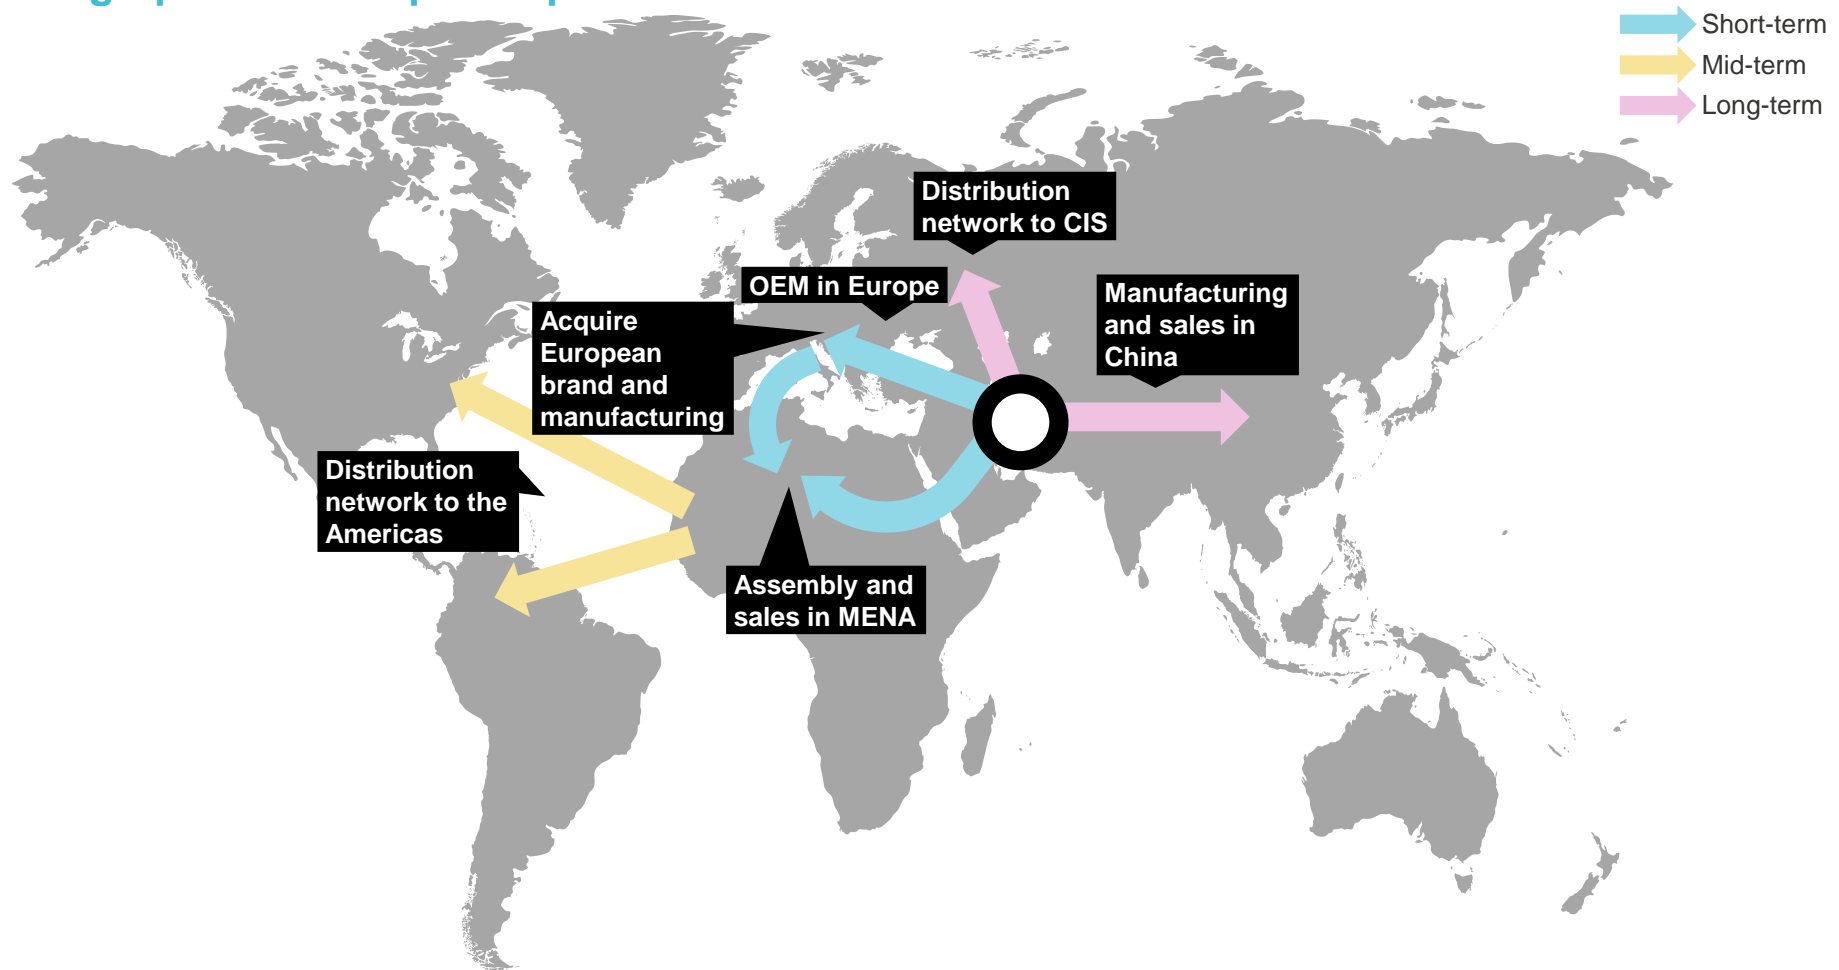 Short-term
Mid-term
Long-term
Distribution
network to CIS
OEM in Europe
Manufacturing
and sales in
China
Acquire
European
brand and
manufacturing
Distribution
network to the
Americas
Assembly and
sales in MENA